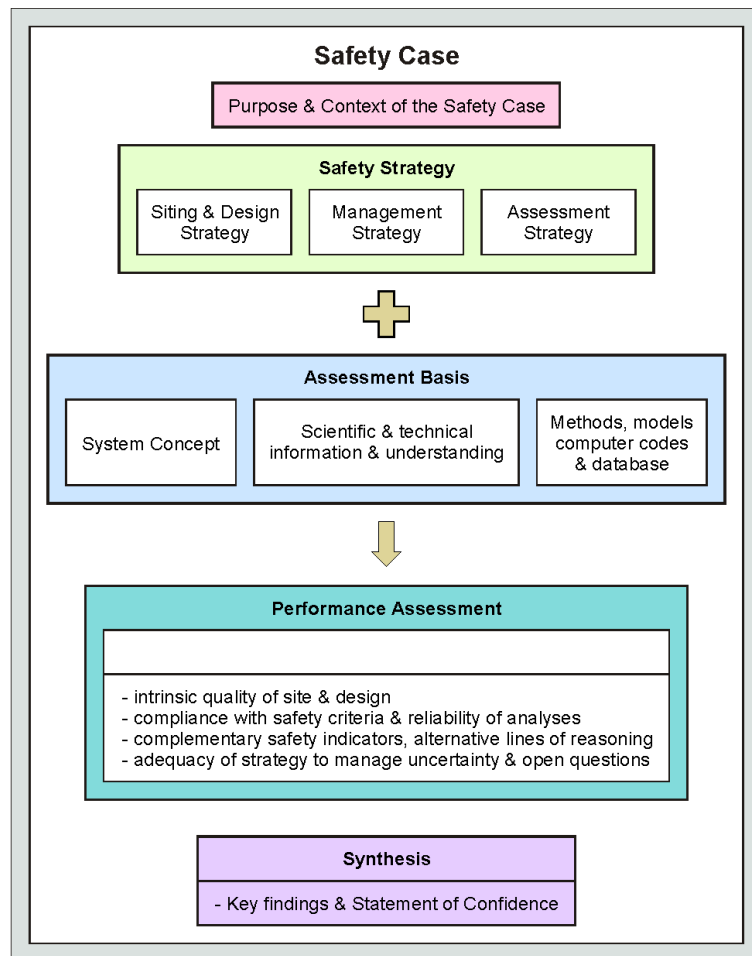 Safety Case
Purpose & Context of the Safety Case
Safety Strategy
Siting & Design
Strategy
Management
Strategy
Assessment
Strategy
Assessment Basis
System Concept
Scientific & technical
information & understanding
Methods, models
computer codes
& database
Performance Assessment
- intrinsic quality of site & design
- compliance with safety criteria & reliability of analyses
- complementary safety indicators, alternative lines of reasoning
- adequacy of strategy to manage uncertainty & open questions
Synthesis
- Key findings & Statement of Confidence